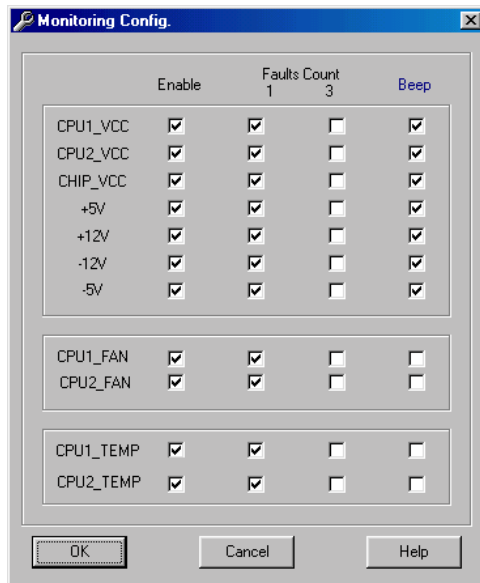 Monitoring Config.
Enable Faults Count Beep
1 3
CPU1_VCC
CPU2_VCC
CHIP_VCC
+5V
+12V
-12V
-5V
CPU1_FAN
CPU2_FAN
CPU1_TEMP
CPU2_TEMP
OK Cancel Help